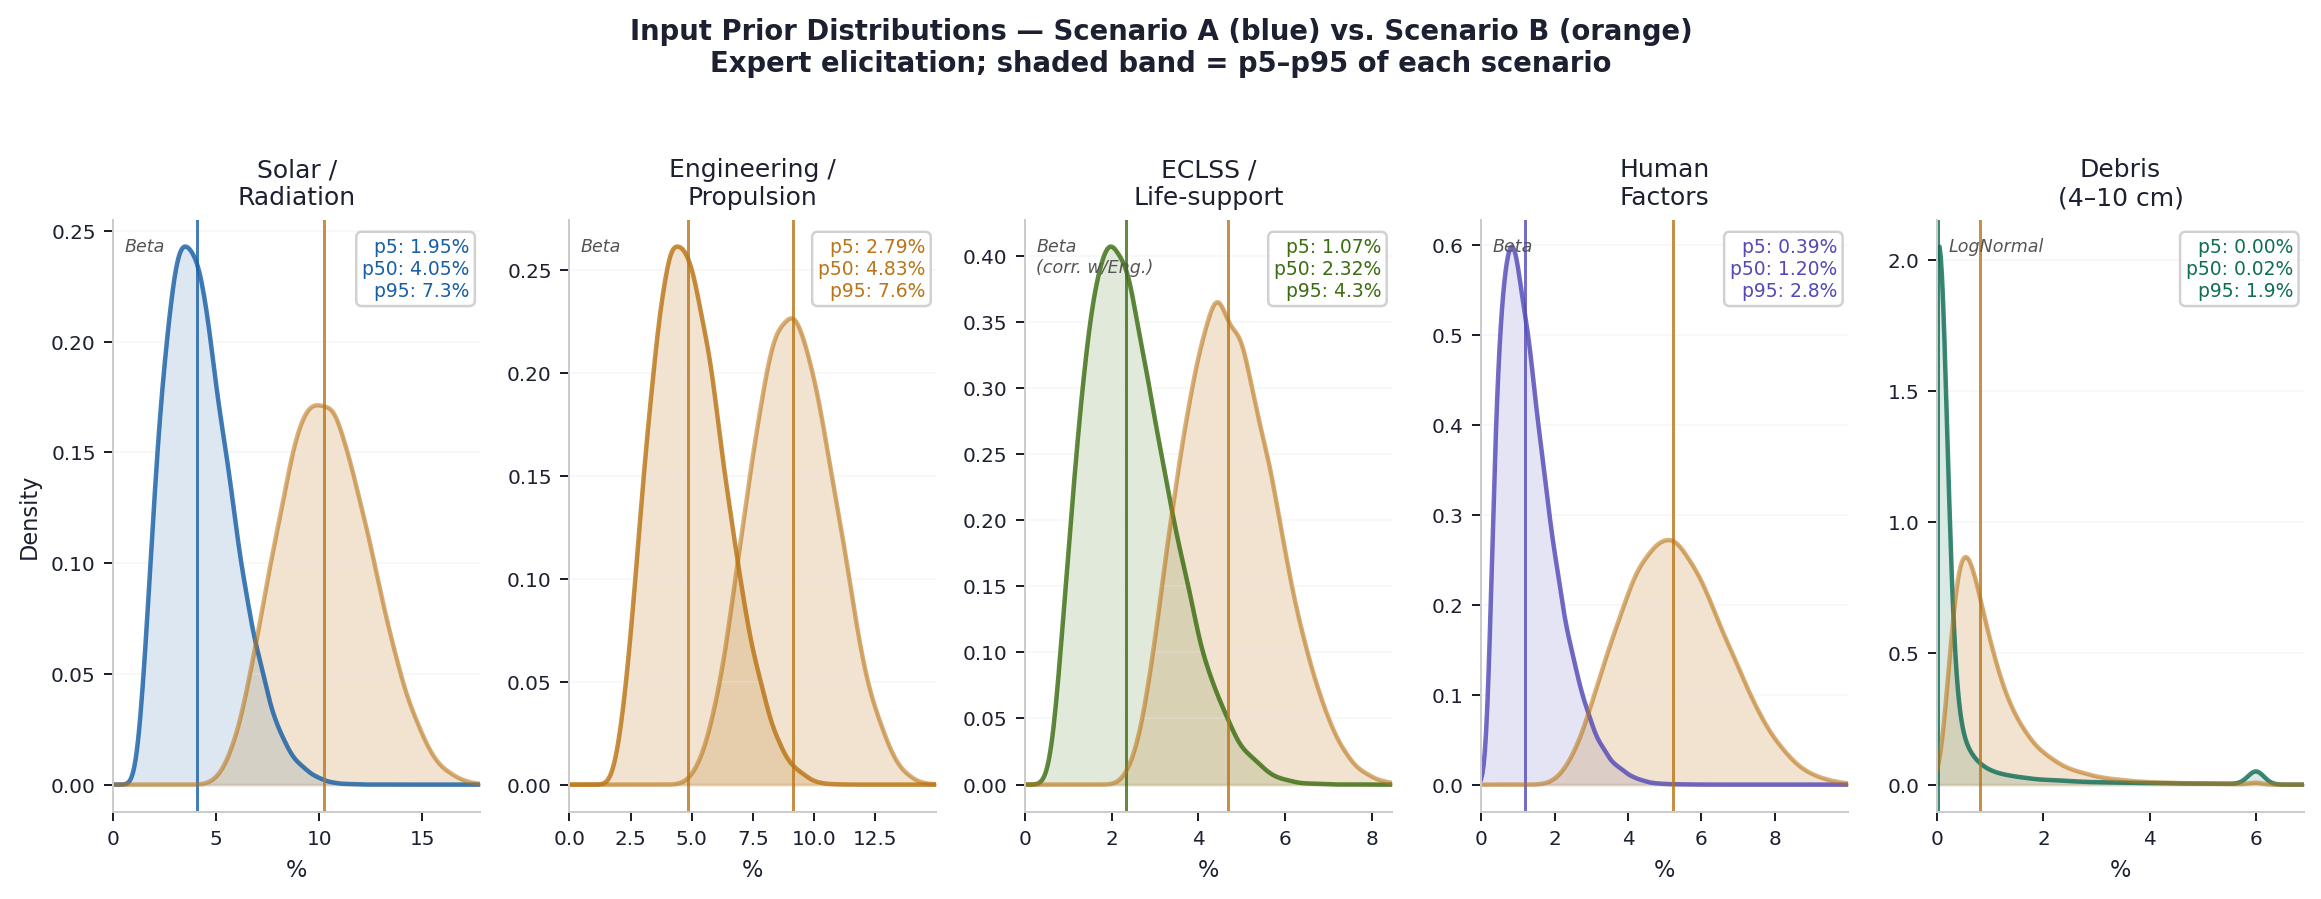 Input Prior Distributions — Scenario A (blue) vs. Scenario B (orange)
Expert elicitation; shaded band = p5–p95 of each scenario
Solar /
Radiation
Density
0.25
0.20
0.15
0.10
0.05
0.00
Beta
p5: 1.95%
p50: 4.05%
p95: 7.3%
0 5 10 15
%
Engineering /
Propulsion
0.25
0.20
0.15
0.10
0.05
0.00
Beta
p5: 2.79%
p50: 4.83%
p95: 7.6%
0.0 2.5 5.0 7.5 10.0 12.5
%
ECLSS /
Life-support
0.40
0.35
0.30
0.25
0.20
0.15
0.10
0.05
0.00
Beta
(corr. w/Eng.)
p5: 1.07%
p50: 2.32%
p95: 4.3%
0 2 4 6 8
%
Human
Factors
0.6
0.5
0.4
0.3
0.2
0.1
0.0
Beta
p5: 0.39%
p50: 1.20%
p95: 2.8%
0 2 4 6 8
%
Debris
(4–10 cm)
2.0
1.5
1.0
0.5
0.0
LogNormal
p5: 0.00%
p50: 0.02%
p95: 1.9%
0 2 4 6
%